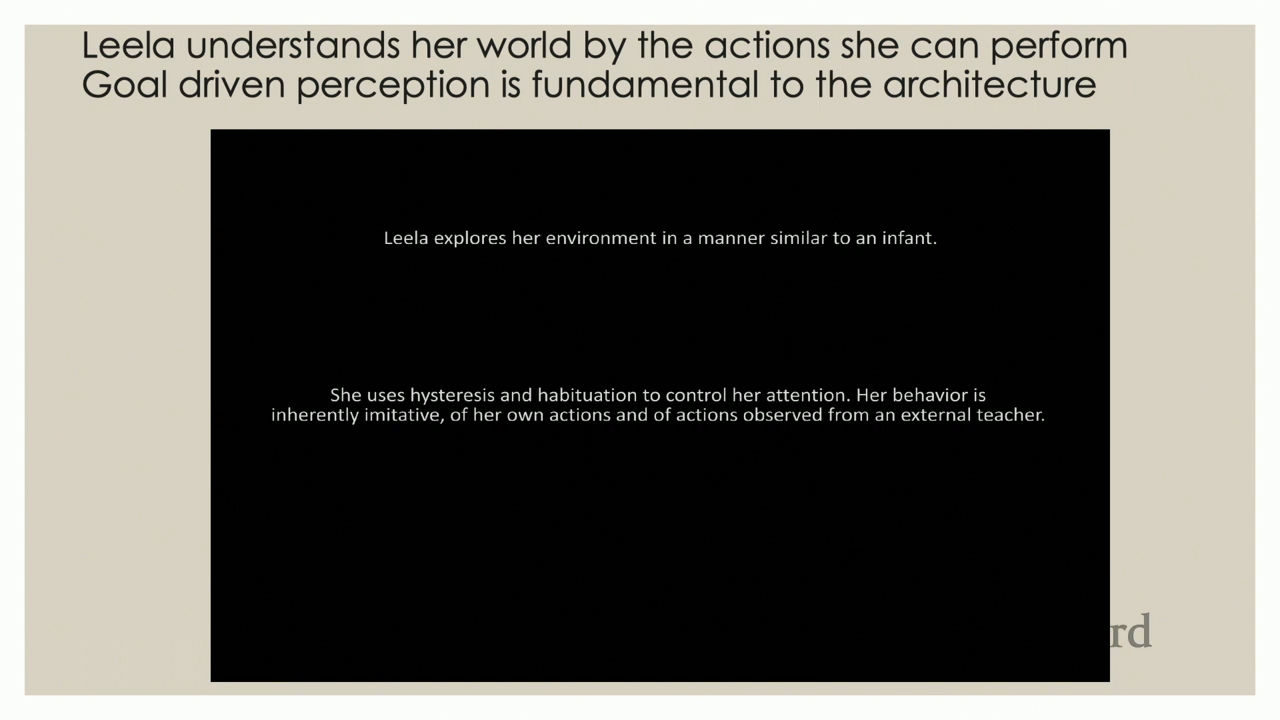 Leela understands her world by the actions she can perform
Goal driven perception is fundamental to the architecture
Leela explores her environment in a manner similar to an infant.
She uses hysteresis and habituation to control her attention. Her behavior is
inherently imitative, of her own actions and of actions observed from an external teacher.
rd